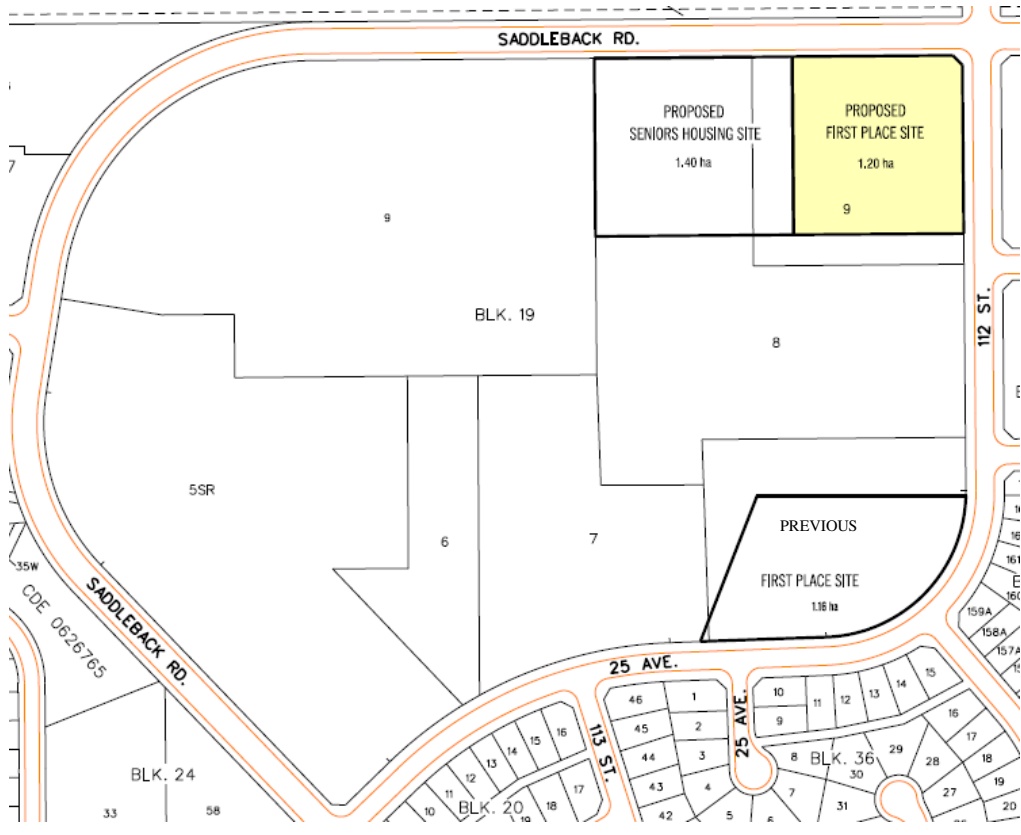 SADDLEBACK RD.
PROPOSED
SENIORS HOUSING SITE
1.40 ha
PROPOSED
FIRST PLACE SITE
1.20 ha
9
7
9
BLK. 19
112 ST.
8
5SR
6
7
PREVIOUS
FIRST PLACE SITE
1.16 ha
35W
CDE 0626765
SADDLEBACK RD.
159A
158A
157A
25 AVE.
113 ST.
25 AVE.
46
45
44
43
42
1
2
3
4
5
10
9
11
12
13
14
15
BLK. 36
8
7
30
31
29
28
27
16
17
18
19
20
BLK. 24
33
58
10
11
12
13
14
15
16
BLK. 20
19
18
17